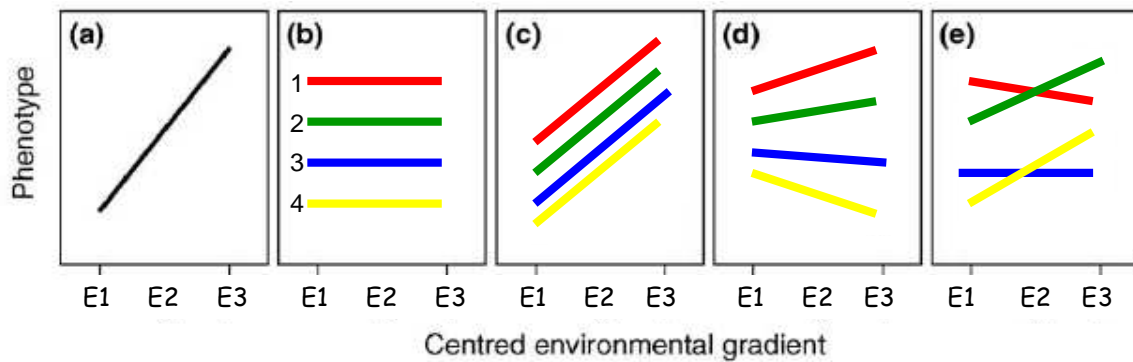 (a) (b) (c) (d) (e)
Phenotype
1
2
3
4
E1 E2 E3 E1 E2 E3 E1 E2 E3 E1 E2 E3 E1 E2 E3
Centred environmental gradient